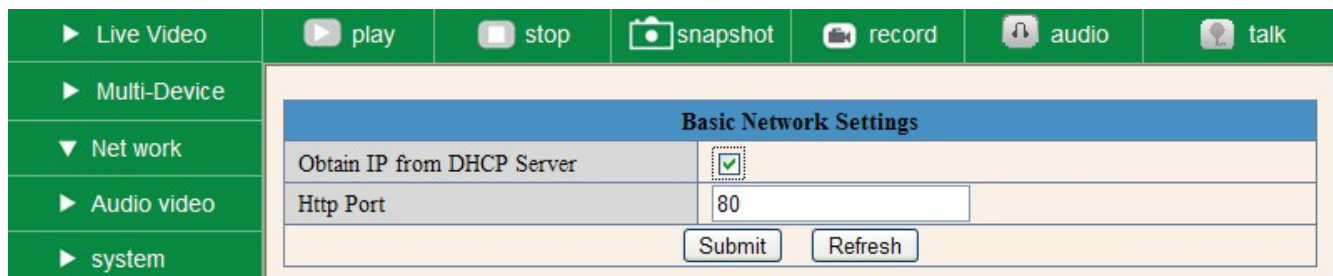 Live Video
play
stop
snapshot
record
audio
talk
Multi-Device
Net work
Audio video
system
Basic Network Settings
Obtain IP from DHCP Server
Http Port 80
Submit Refresh